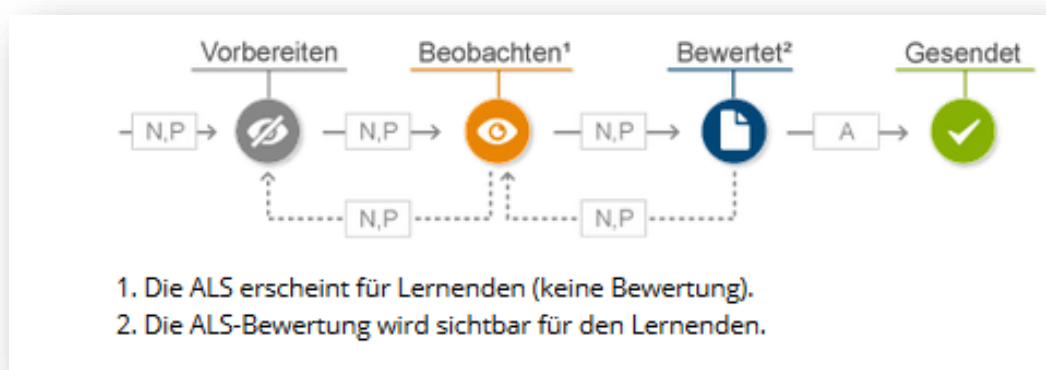 Vorbereiten Beobachten¹ Bewertet² Gesendet
N,P N,P N,P A
N,P N,P
1. Die ALS erscheint für Lernenden (keine Bewertung).
2. Die ALS-Bewertung wird sichtbar für den Lernenden.